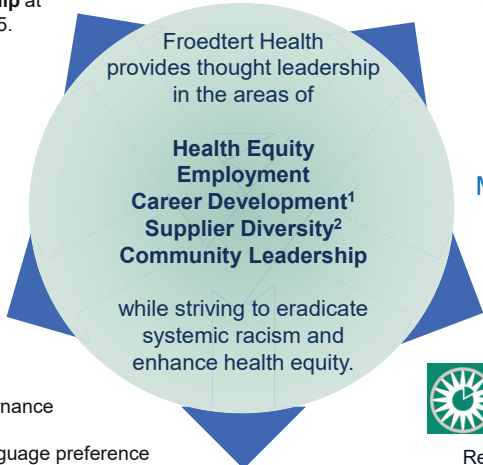 ip at
5.
Froedtert Health
provides thought leadership
in the areas of
Health Equity
Employment
Career Development¹
Supplier Diversity²
Community Leadership
while striving to eradicate
systemic racism and
enhance health equity.
M
rnance
guage preference
Re